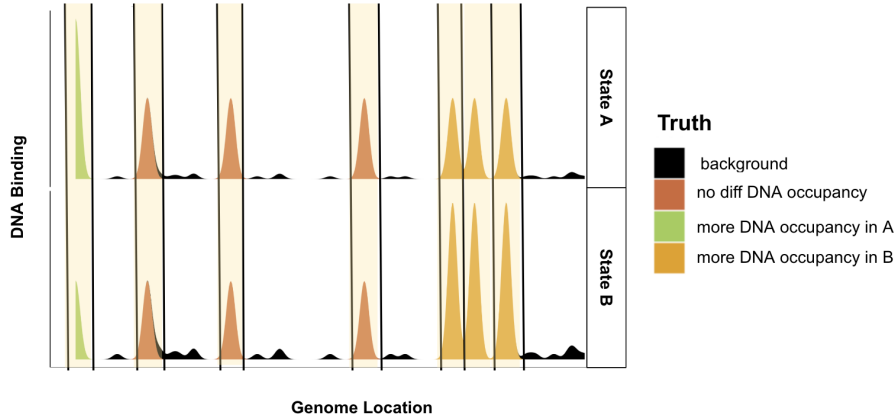 DNA Binding
State A
State B
Genome Location
Truth
background
no diff DNA occupancy
more DNA occupancy in A
more DNA occupancy in B